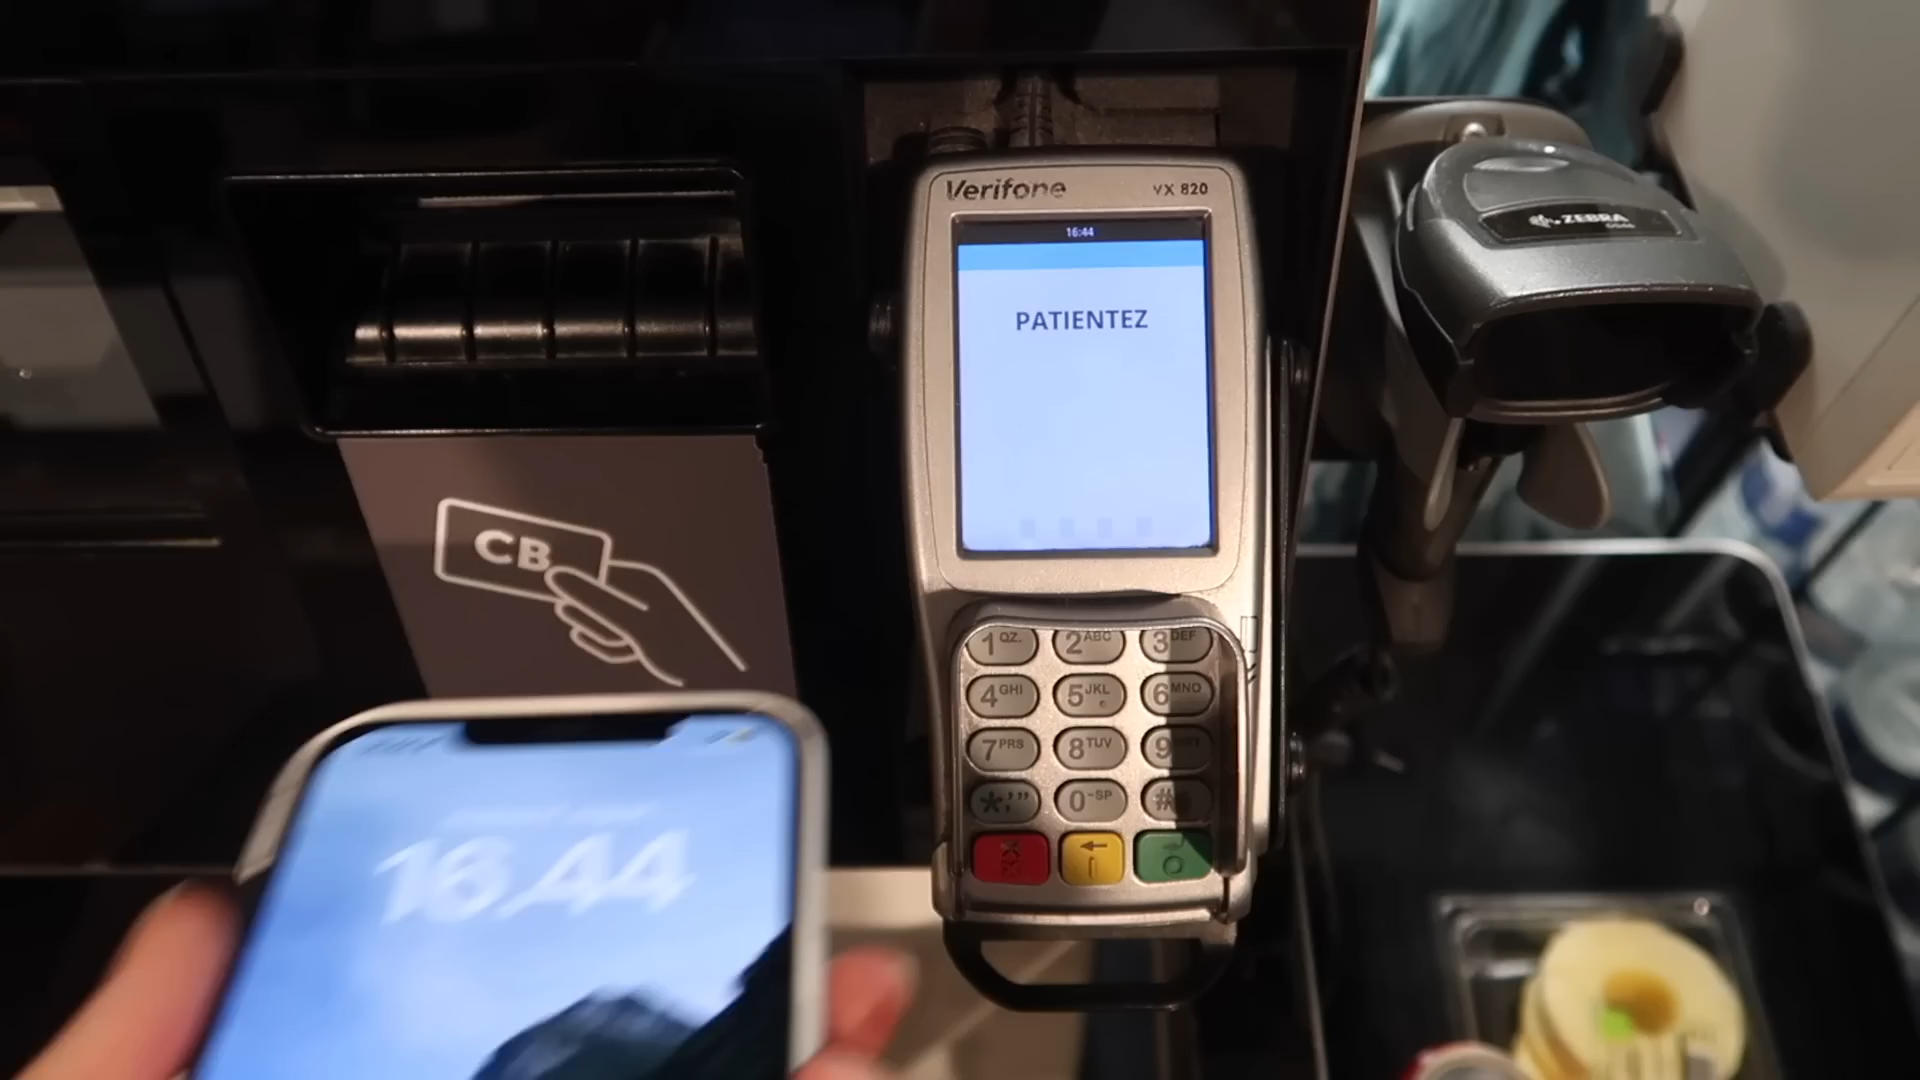 Verifone
VX 820
16:44
PATIENTEZ
ZEBRA
CB
1 QZ.
2 ABC
3 DEF
4 GHI
5 JKL
6 MNO
7 PRS
8 TUV
9
*,'"
0 -SP
#
16:44